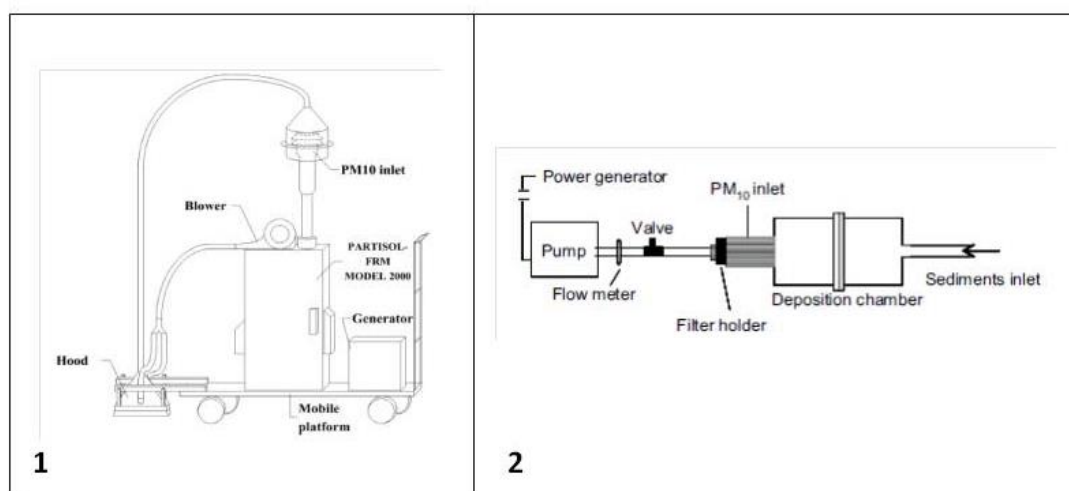 PM10 inlet
Blower
PARTISOL-
FRM
MODEL 2000
Generator
Hood
Mobile
platform
1
Power generator
PM10 inlet
Valve
Pump
Flow meter
Sediments inlet
Deposition chamber
Filter holder
2